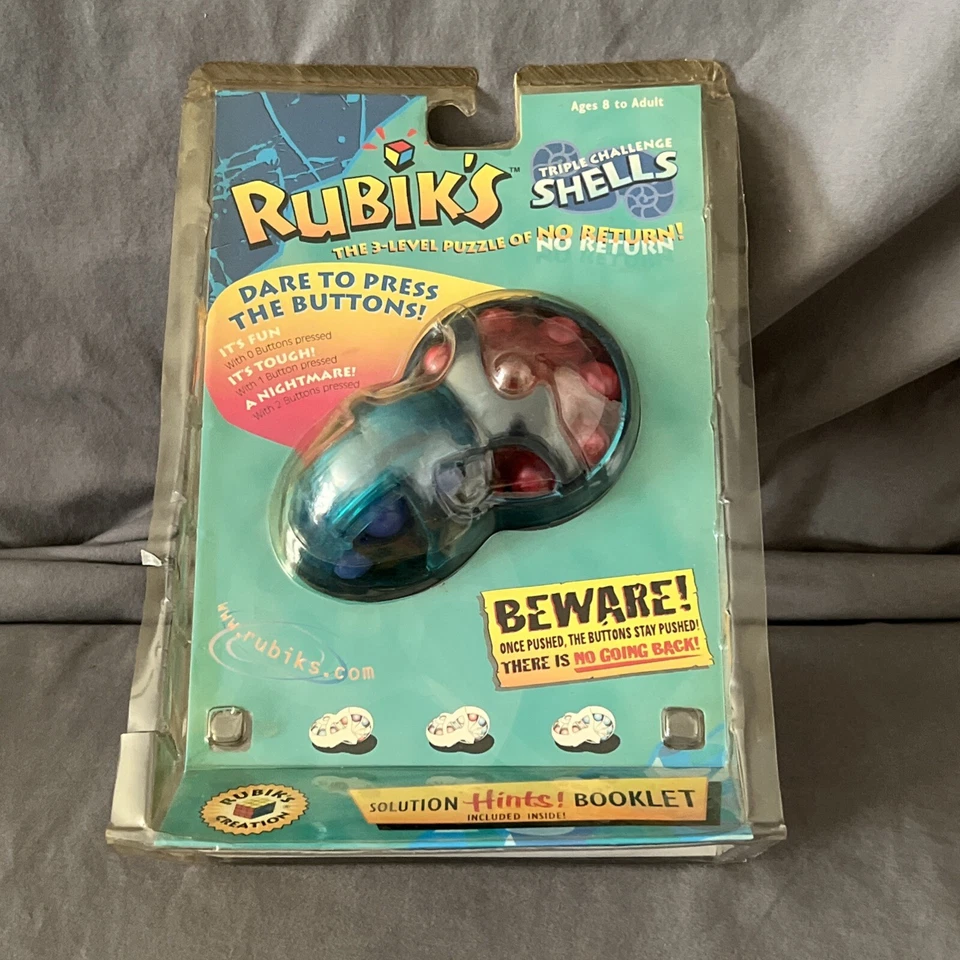 Ages 8 to Adult
RUBIK'S™
TRIPLE CHALLENGE
SHELLS
THE 3-LEVEL PUZZLE OF NO RETURN!
NO RETURN
DARE TO PRESS
THE BUTTONS!
IT'S FUN
With 0 Buttons pressed
IT'S TOUGH!
With 1 Button pressed
A NIGHTMARE!
With 2 Buttons pressed
BEWARE!
ONCE PUSHED, THE BUTTONS STAY PUSHED!
THERE IS NO GOING BACK!
www.rubiks.com
RUBIK'S
CREATION
SOLUTION Hints! BOOKLET
INCLUDED INSIDE!